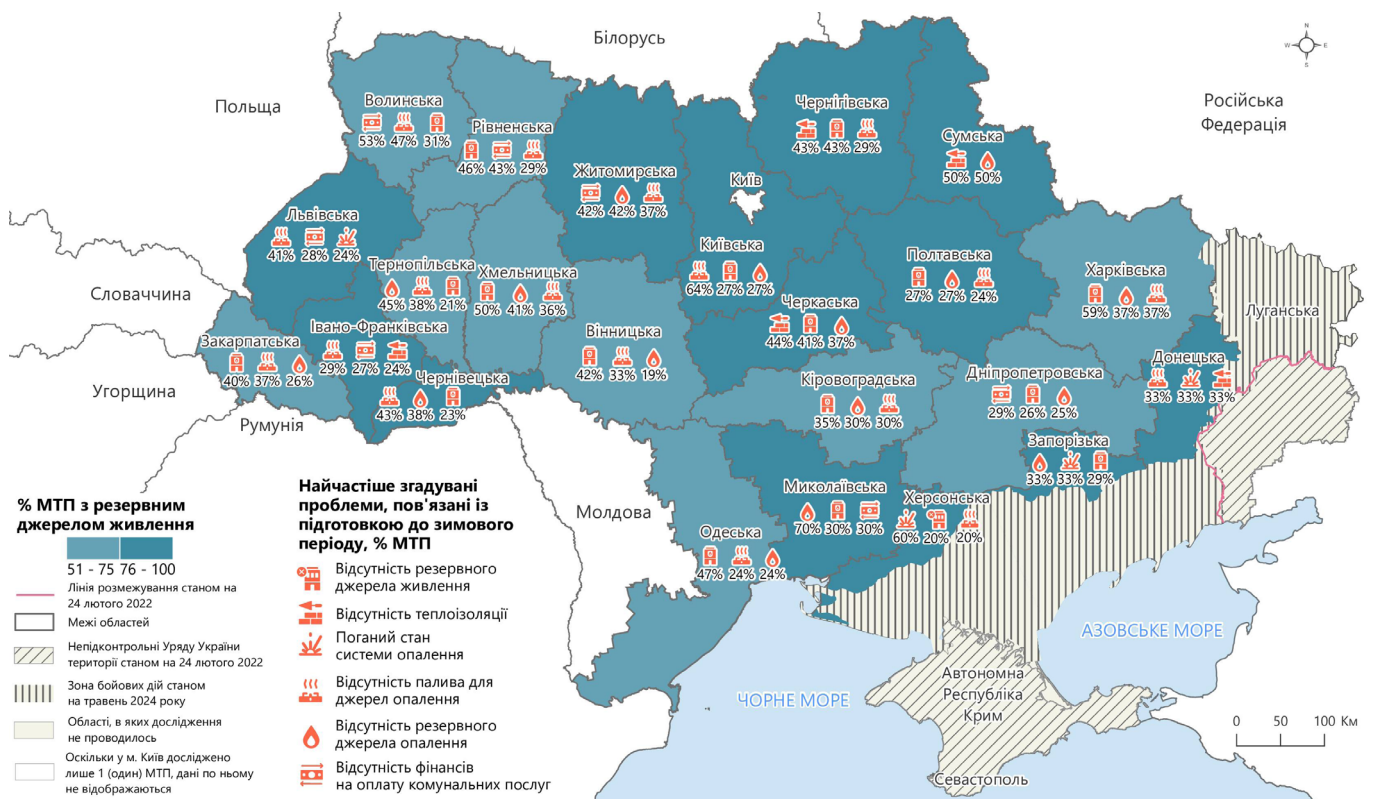 N
W
E
S
Білорусь
Польща
Російська
Федерація
Словаччина
Угорщина
Румунія
Молдова
Волинська
53% 47% 31%
Рівненська
46% 43% 29%
Житомирська
42% 42% 37%
Київ
Чернігівська
43% 43% 29%
Сумська
50% 50%
Львівська
41% 28% 24%
Тернопільська
45% 38% 21%
Хмельницька
50% 41% 36%
Київська
64% 27% 27%
Полтавська
27% 27% 24%
Харківська
59% 37% 37%
Луганська
Черкаська
44% 41% 37%
Вінницька
42% 33% 19%
Закарпатська
40% 37% 26%
Івано-Франківська
29% 27% 24%
Чернівецька
43% 38% 23%
Кіровоградська
35% 30% 30%
Дніпропетровська
29% 26% 25%
Донецька
33% 33% 33%
Запорізька
33% 33% 29%
Миколаївська
70% 30% 30%
Херсонська
60% 20% 20%
Одеська
47% 24% 24%
АЗОВСЬКЕ МОРЕ
ЧОРНЕ МОРЕ
Автономна
Республіка
Крим
Севастополь
0 50 100 Км
% МТП з резервним
джерелом живлення
51 - 75 76 - 100
Лінія розмежування станом на
24 лютого 2022
Межі областей
Непідконтрольні Уряду України
території станом на 24 лютого 2022
Зона бойових дій станом
на травень 2024 року
Області, в яких дослідження
не проводилось
Оскільки у м. Київ досліджено
лише 1 (один) МТП, дані по ньому
не відображаються
Найчастіше згадувані
проблеми, пов'язані із
підготовкою до зимового
періоду, % МТП
Відсутність резервного
джерела живлення
Відсутність теплоізоляції
Поганий стан
системи опалення
Відсутність палива для
джерел опалення
Відсутність резервного
джерела опалення
Відсутність фінансів
на оплату комунальних послуг